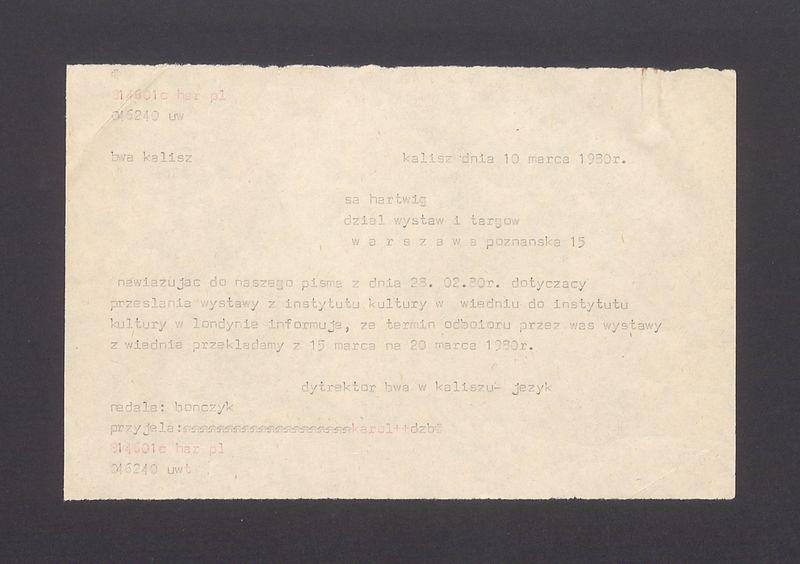 814601c har pl
046240 uw
bwa kalisz kalisz dnia 10 marca 1980r.
sa hartwig
dzial wystaw i targow
w a r s z a w a poznanska 15
nawiazujac do naszego pisma z dnia 28. 02.80r. dotyczacy
przeslania wystawy z instytutu kultury w wiedniu do instytutu
kultury w londynie informuje, ze termin odbioru przez was wystawy
z wiednia przekladamy z 15 marca na 20 marca 1980r.
dytrektor bwa w kaliszu- jezyk
nadala: bonczyk
przyjela: karol++dzb
814601c har pl
046240 uwt